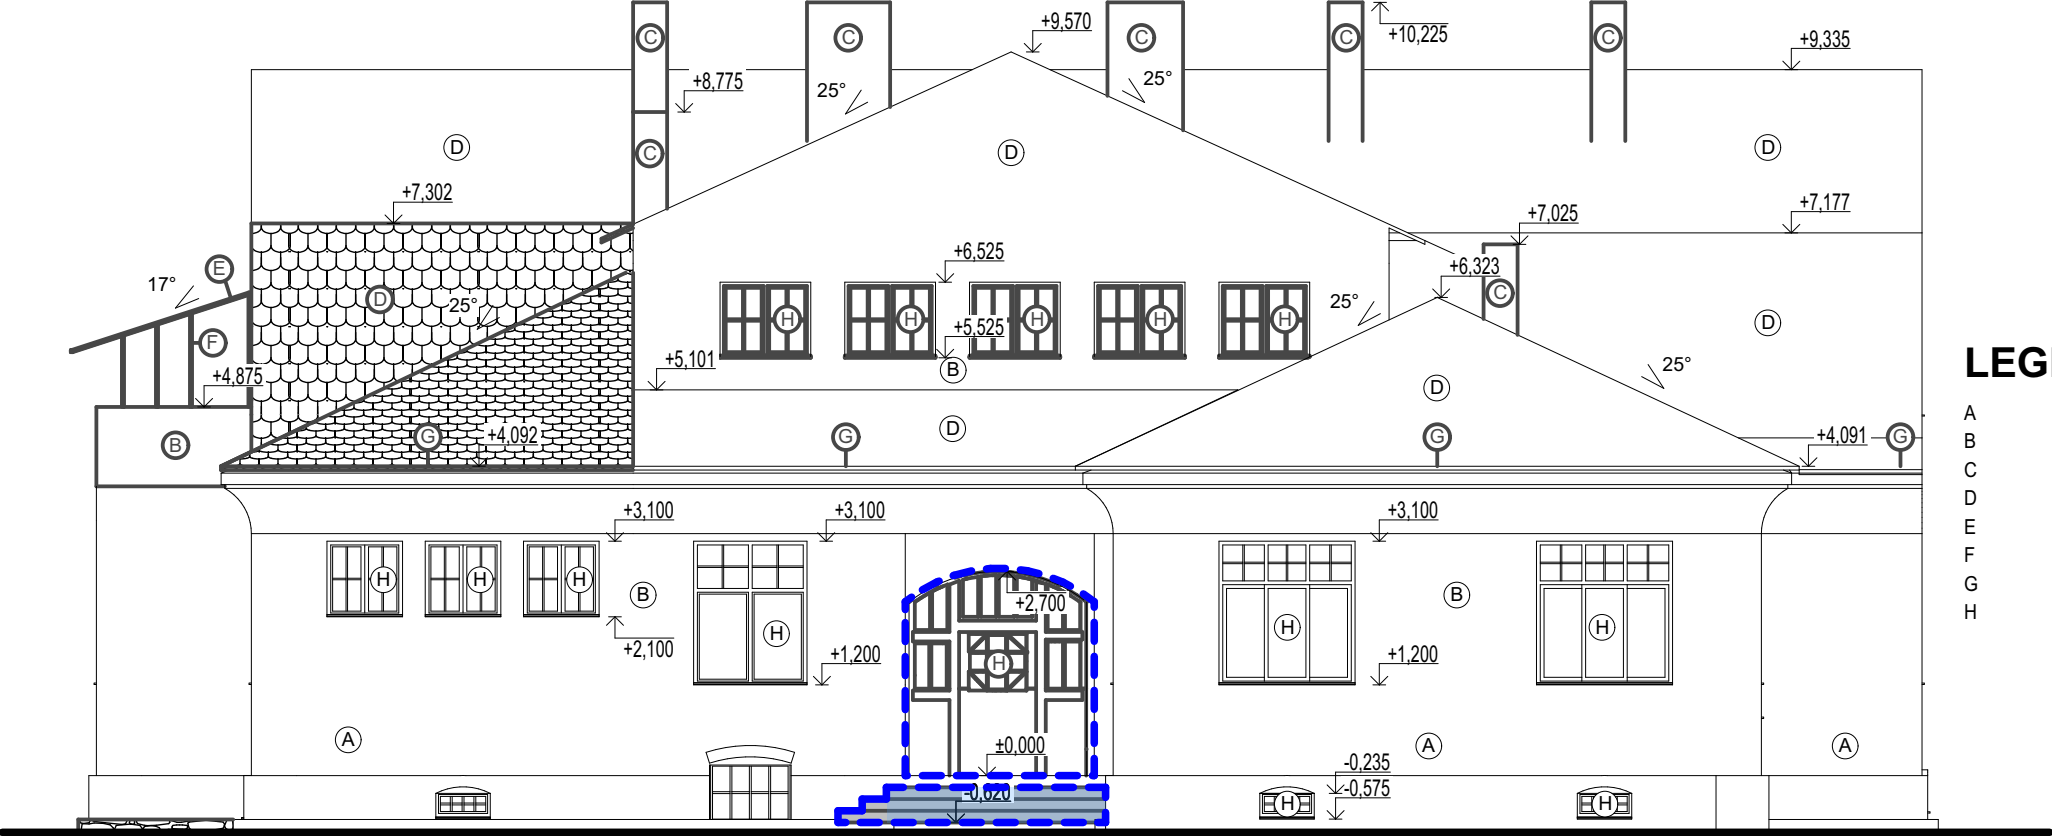 +9,570
+10,225
+9,335
C
C
C
C
C
+8,775
25°
25°
C
D
D
D
+7,302
+7,177
+7,025
+6,525
+6,323
E
17°
D
25°
25°
C
H
H
H
H
H
D
F
+5,525
+5,101
B
25°
+4,875
D
LEG
A
B
C
D
E
F
G
H
B
G
+4,092
G
D
G
+4,091
G
+3,100
+3,100
+3,100
H
H
H
B
+2,700
B
H
H
H
H
+2,100
+1,200
+1,200
A
±0,000
A
A
-0,235
-0,575
-0,620
H
H